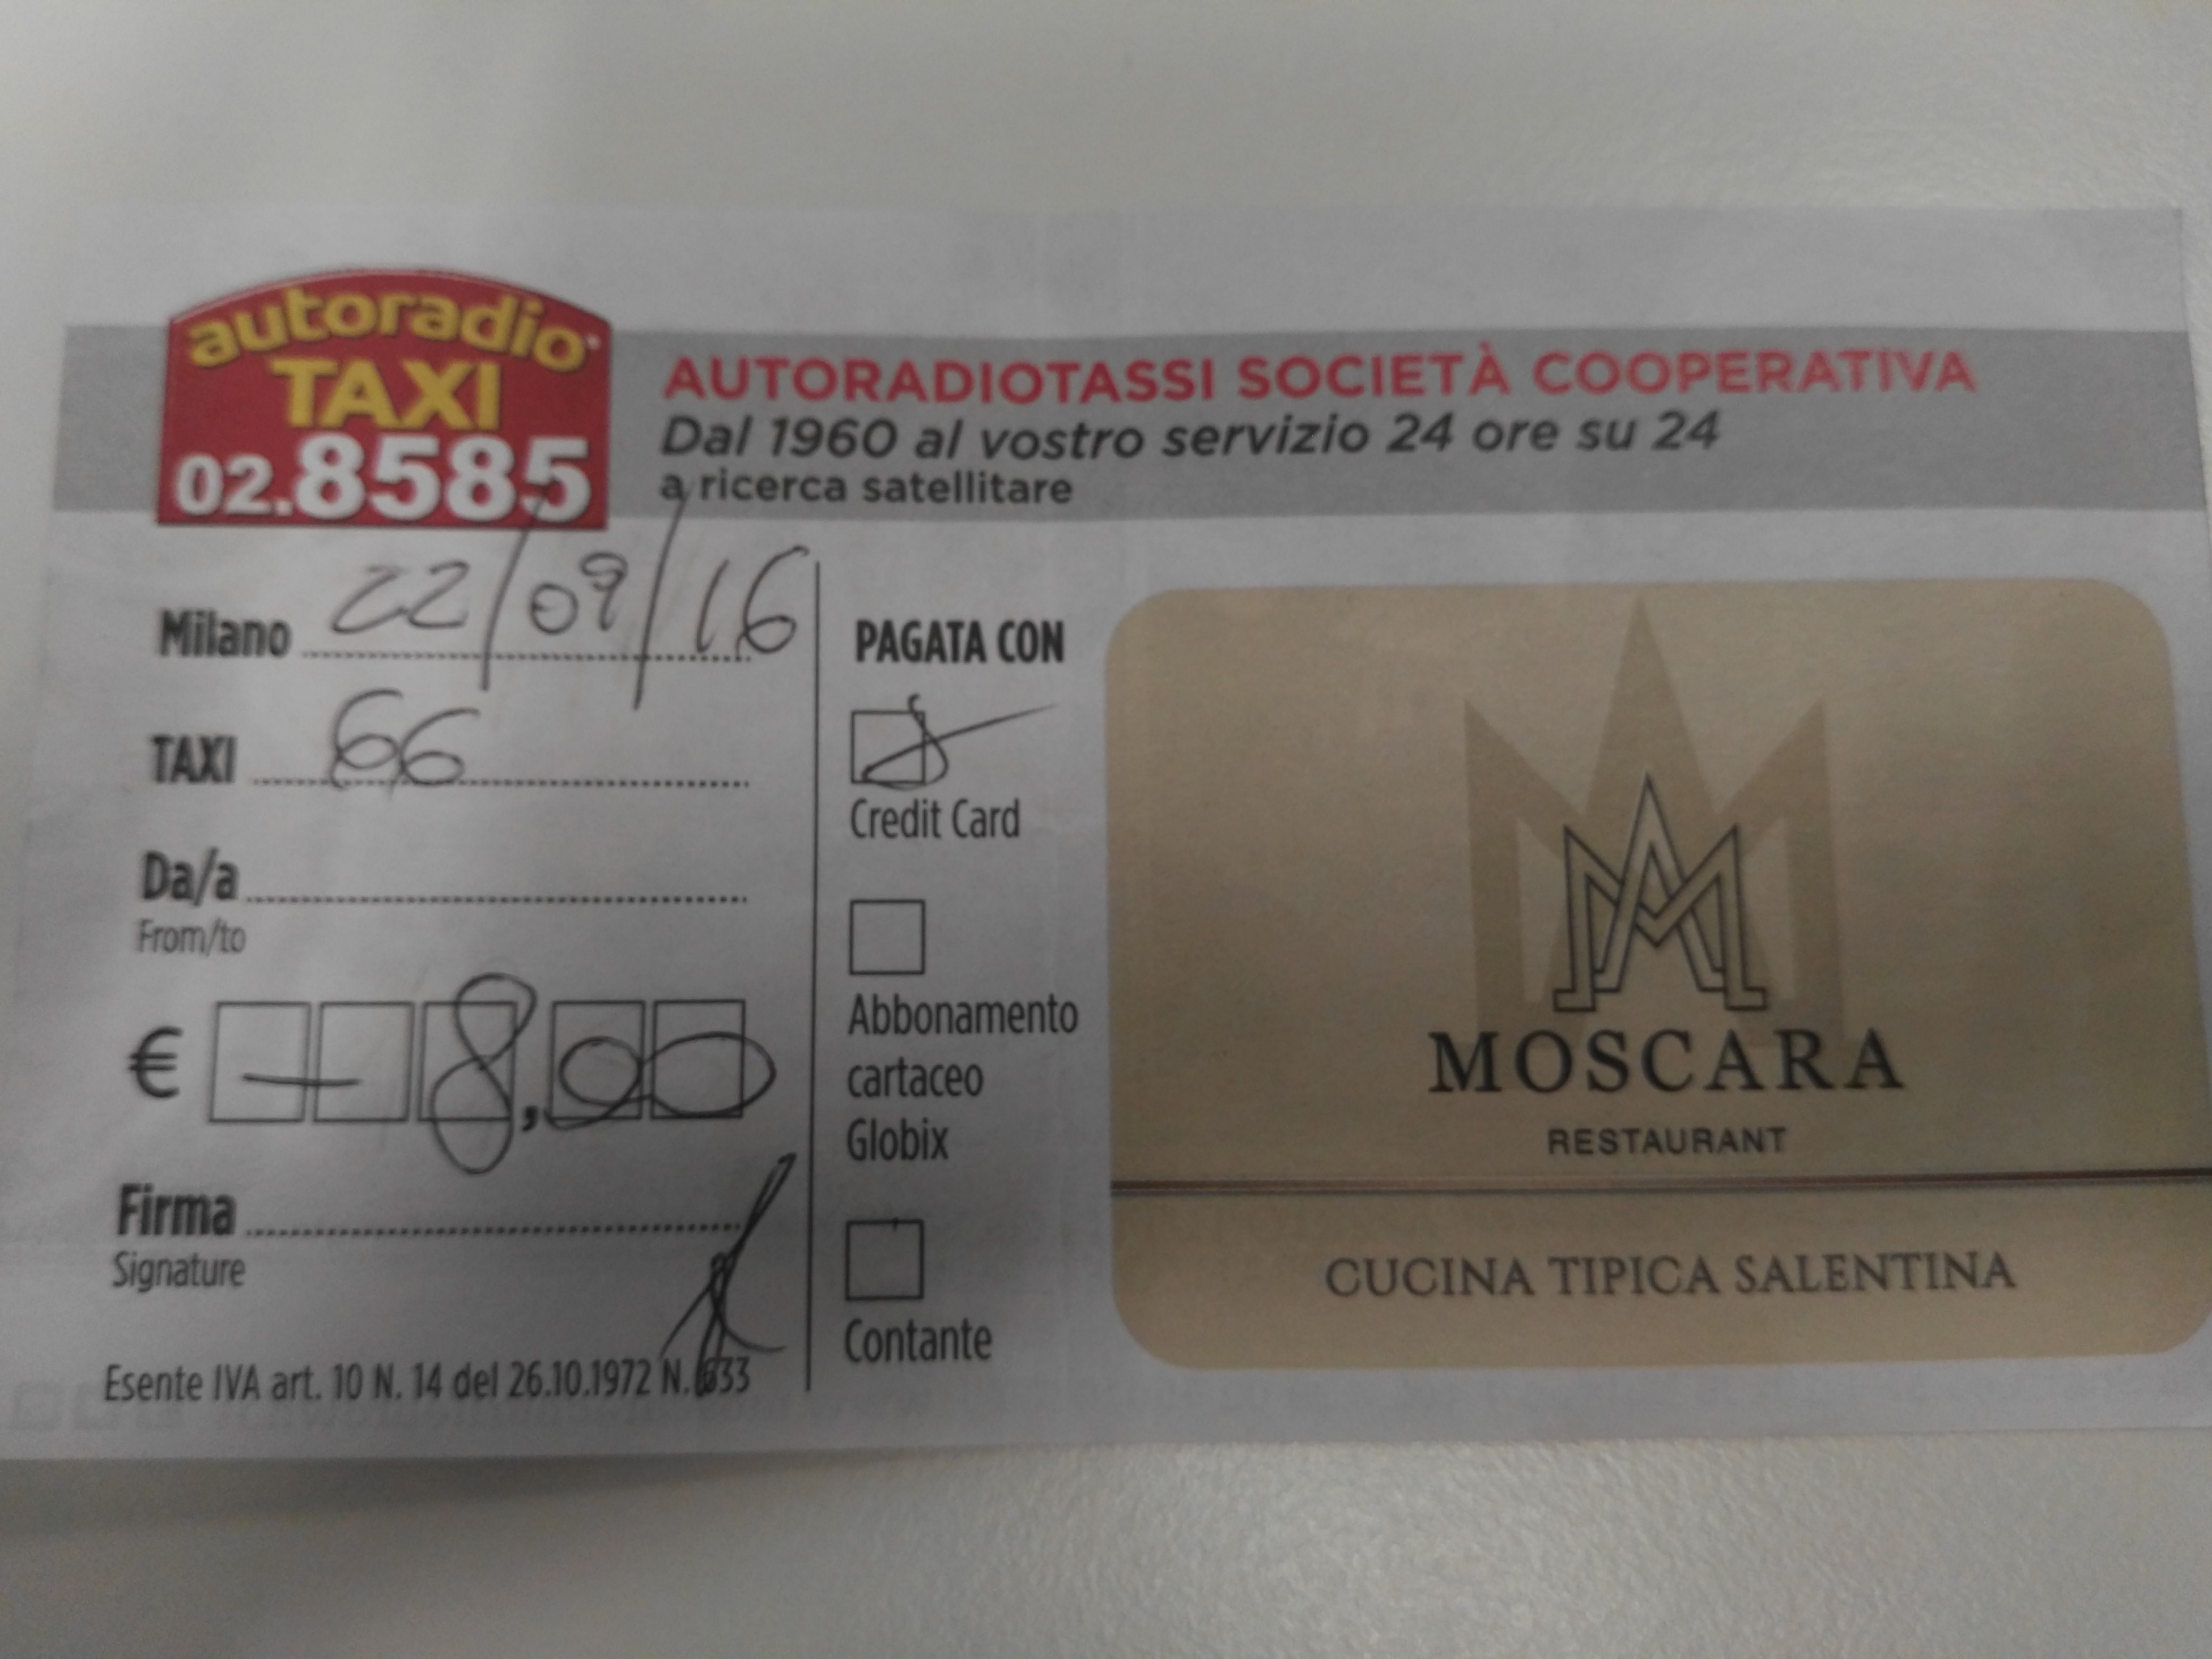 autoradio
TAXI
02.8585
AUTORADIOTASSI SOCIETÀ COOPERATIVA
Dal 1960 al vostro servizio 24 ore su 24
a ricerca satellitare
Milano 22/09/16
TAXI 66
Da/a
From/to
€ - 8,00
Firma
Signature
Esente IVA art. 10 N. 14 del 26.10.1972 N. 633
PAGATA CON
Credit Card
Abbonamento
cartaceo
Globix
Contante
MOSCARA
RESTAURANT
CUCINA TIPICA SALENTINA